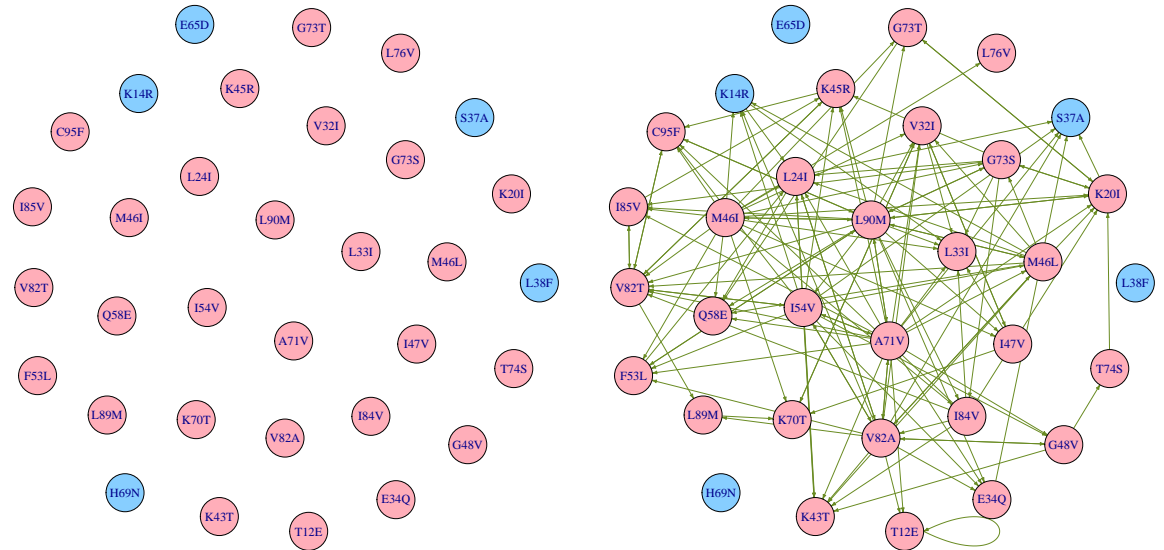 E65D
G73T
L76V
K14R
K45R
S37A
C95F
V32I
G73S
L24I
K20I
I85V
M46I
L90M
L33I
M46L
L38F
V82T
Q58E
I54V
A71V
I47V
T74S
F53L
L89M
K70T
I84V
V82A
G48V
H69N
E34Q
K43T
T12E
E65D
G73T
L76V
K14R
K45R
S37A
C95F
V32I
G73S
L24I
K20I
I85V
M46I
L90M
L33I
M46L
L38F
V82T
Q58E
I54V
A71V
I47V
T74S
F53L
L89M
K70T
I84V
V82A
G48V
H69N
E34Q
K43T
T12E